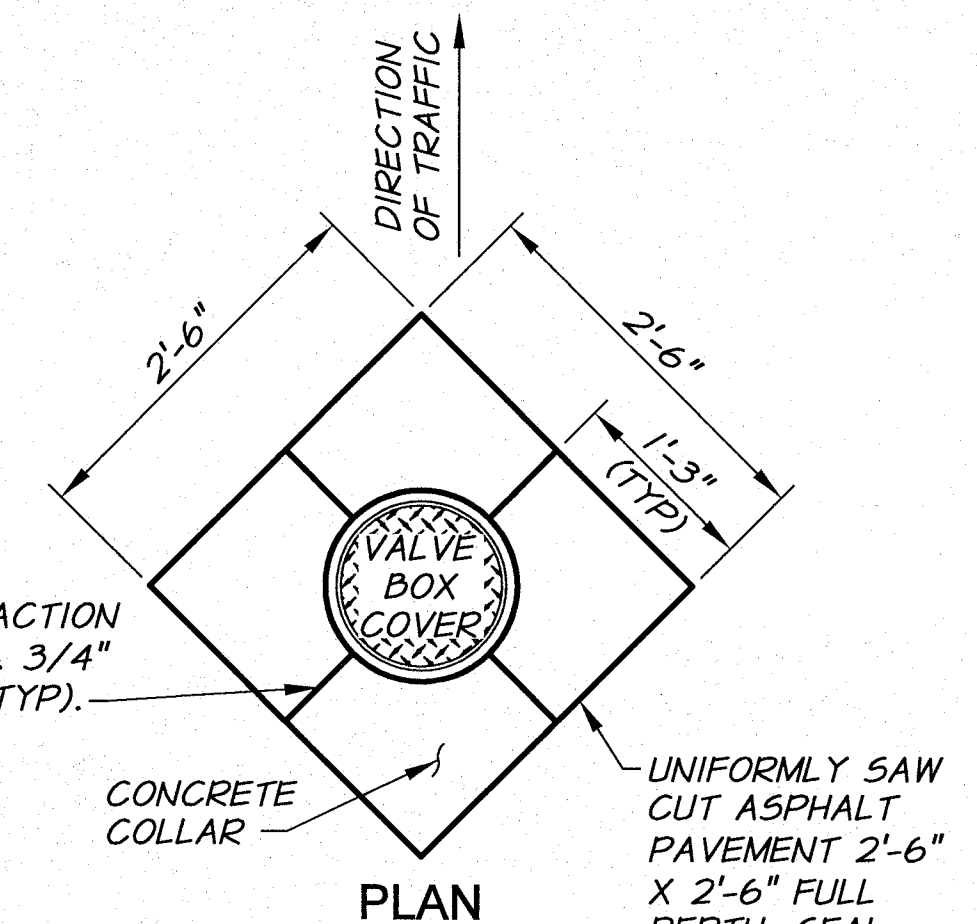 DIRECTION
OF TRAFFIC
2'-6"
2'-6"
1'-3"
(TYP)
VALVE
BOX
COVER
3/4"
TYP).
CONCRETE
COLLAR
UNIFORMLY SAW
CUT ASPHALT
PAVEMENT 2'-6"
X 2'-6" FULL
PLAN